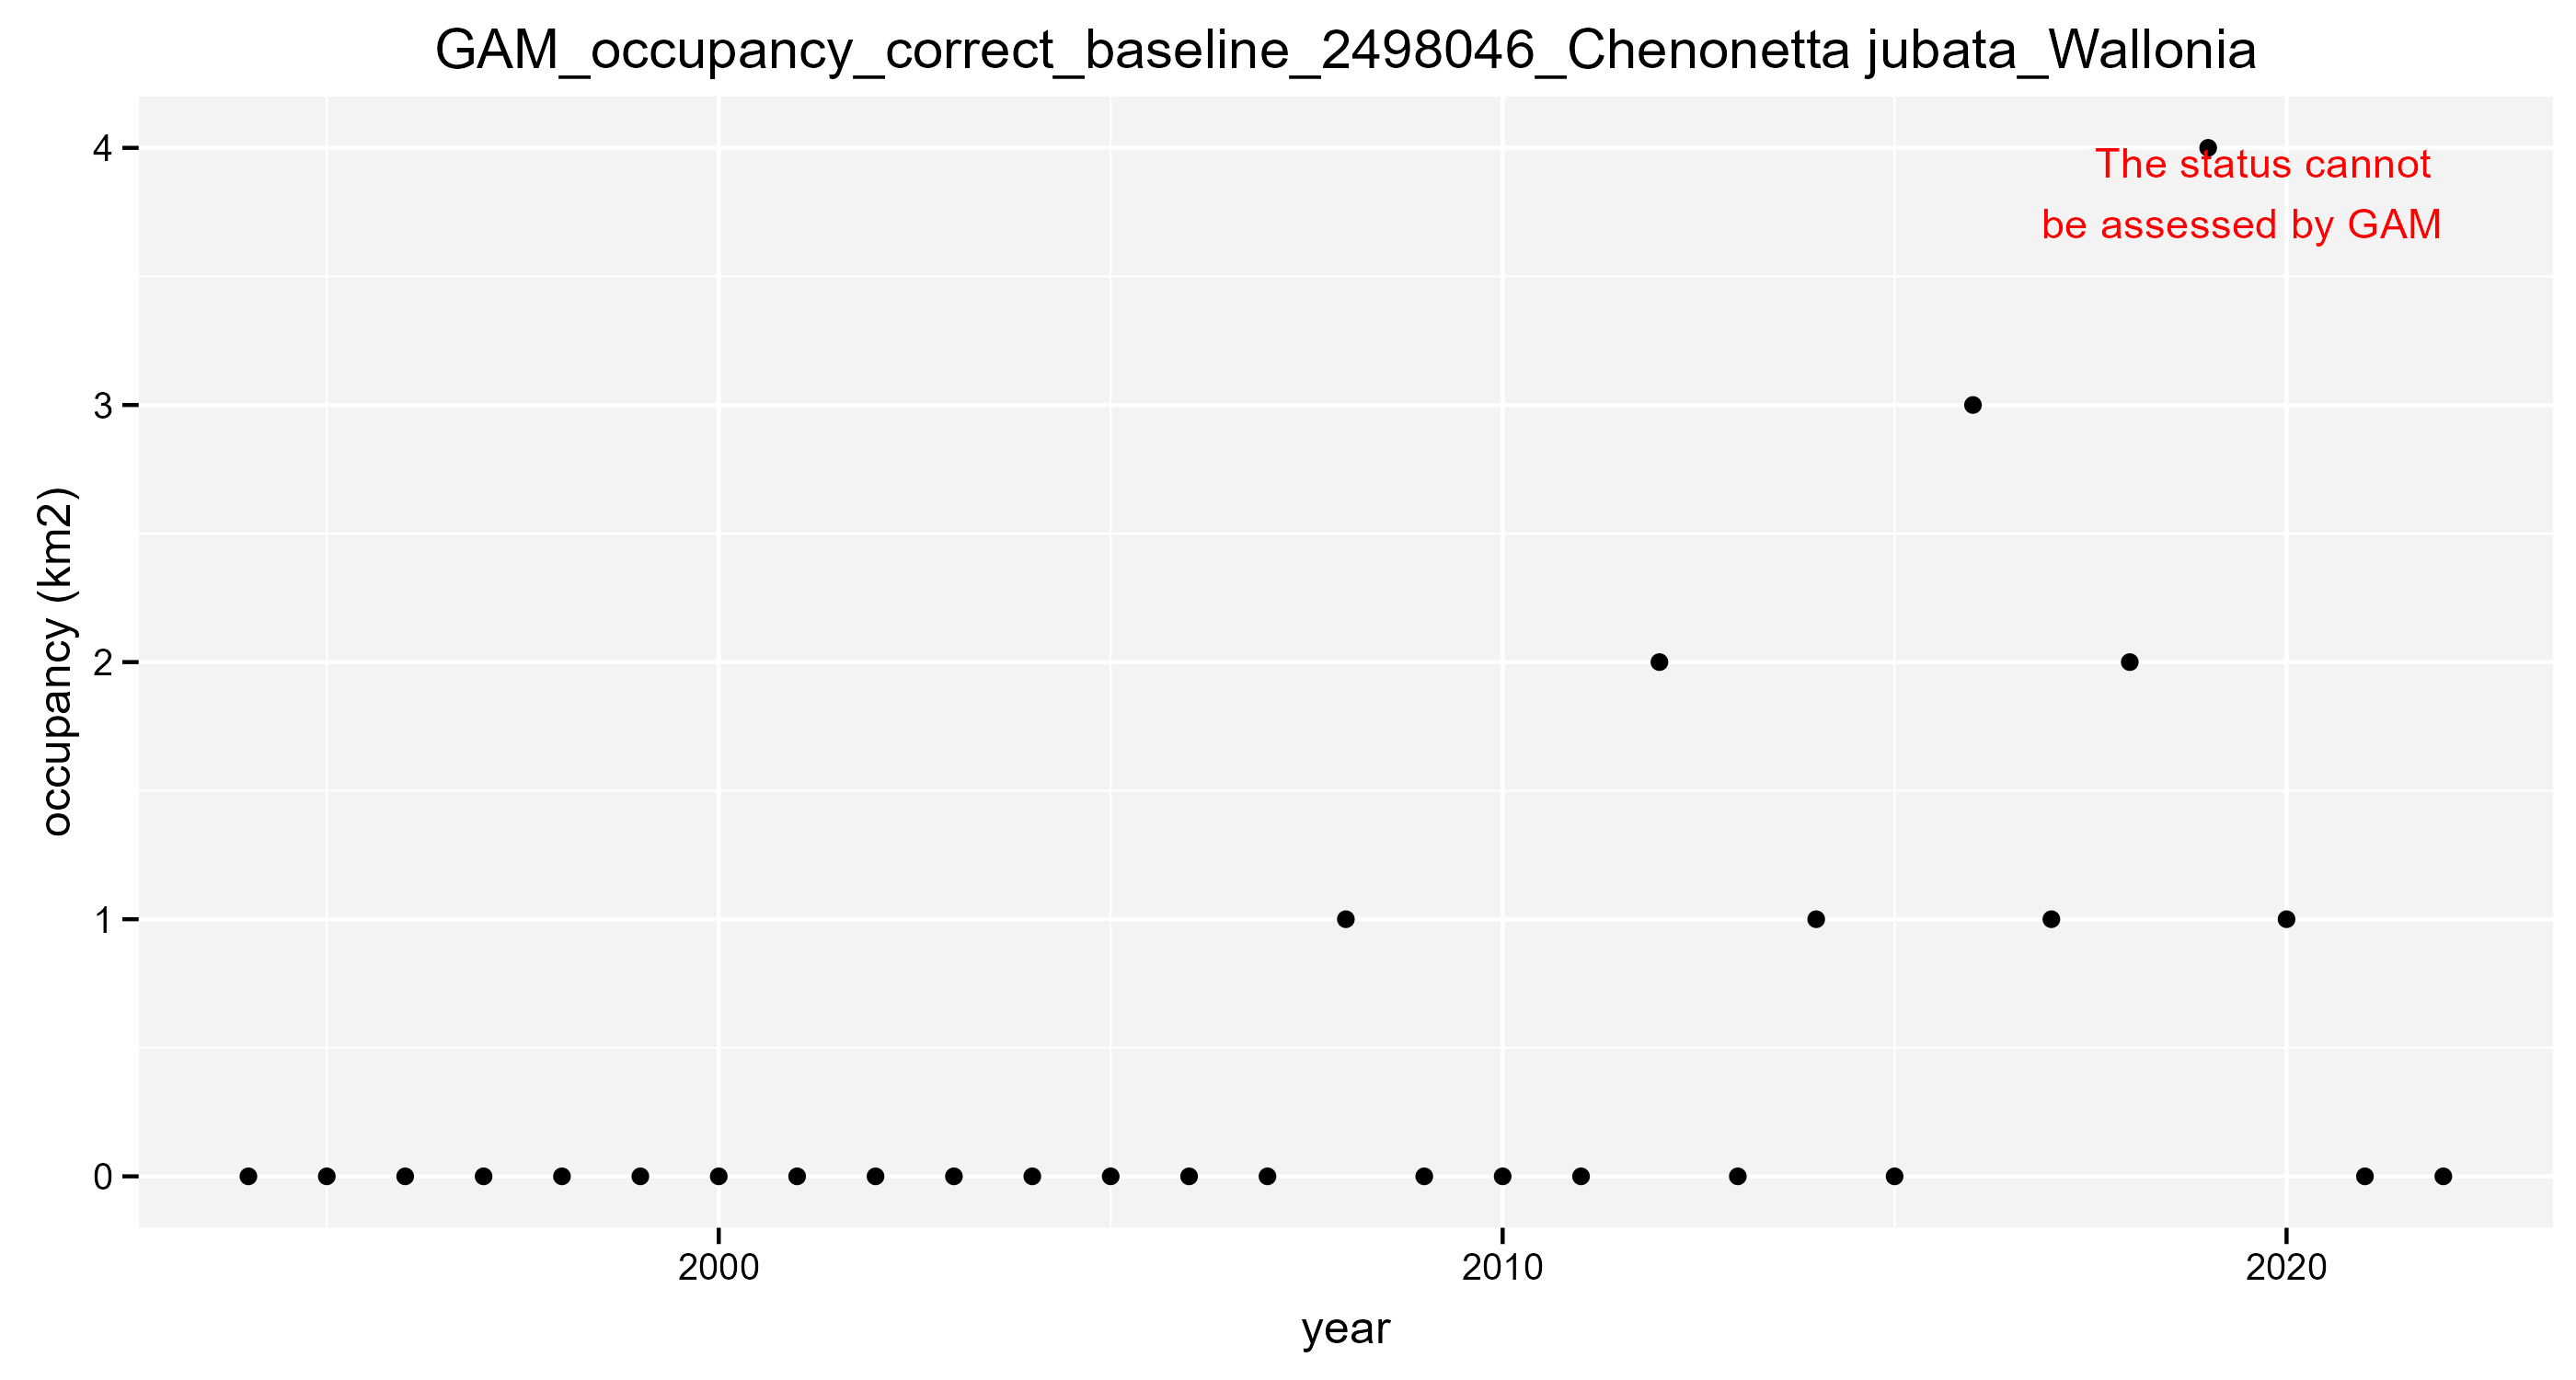 GAM_occupancy_correct_baseline_2498046_Chenonetta jubata_Wallonia
4
The status cannot
be assessed by GAM
3
occupancy (km2)
2
1
0
2000 2010 2020
year